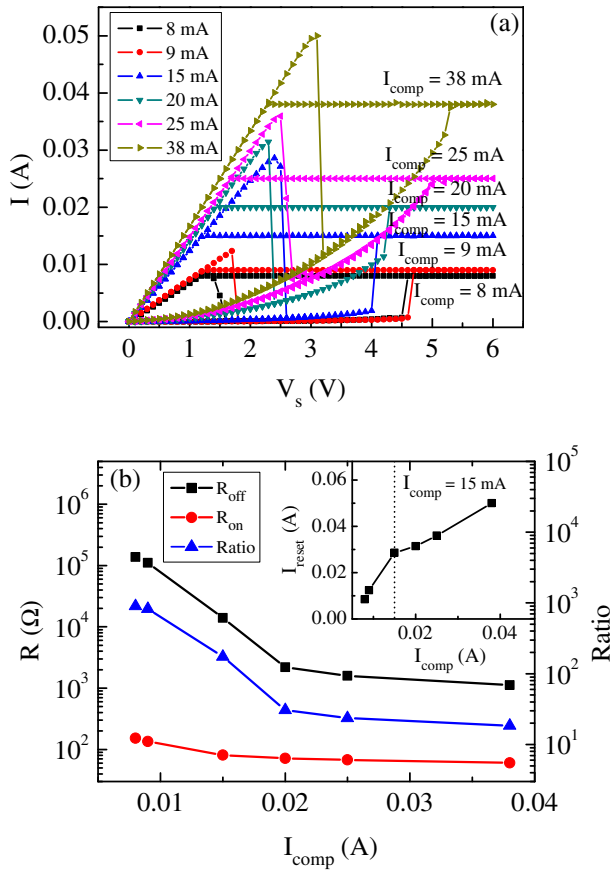 (a)
8 mA
9 mA
15 mA
20 mA
25 mA
38 mA
I_comp = 38 mA
I_comp = 25 mA
I_comp = 20 mA
I_comp = 15 mA
I_comp = 9 mA
I_comp = 8 mA
0.05
0.04
0.03
0.02
0.01
0.00
I (A)
0 1 2 3 4 5 6
V_s (V)
(b)
R_off
R_on
Ratio
10^6
10^5
10^4
10^3
10^2
R (Ω)
0.06
0.04
0.02
0.00
I_reset (A)
I_comp = 15 mA
0.02 0.04
I_comp (A)
10^5
10^4
10^3
10^2
10^1
Ratio
0.01 0.02 0.03 0.04
I_comp (A)